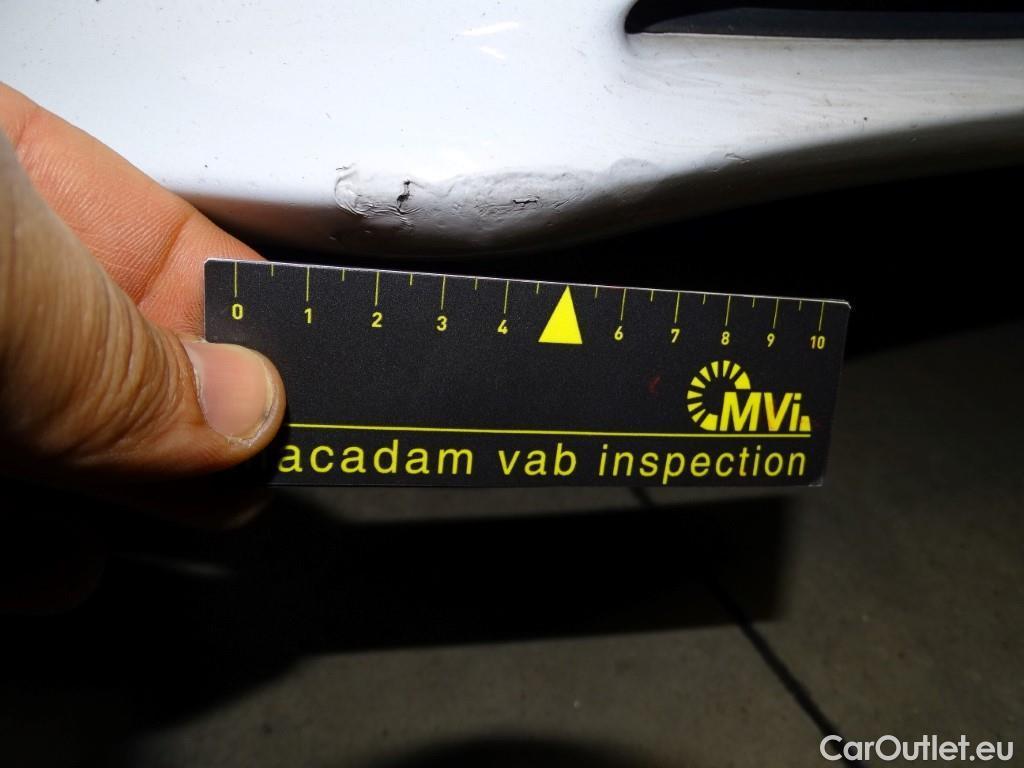 0 1 2 3 4 6 7 8 9 10
MVi
acadam vab inspection
CarOutlet.eu